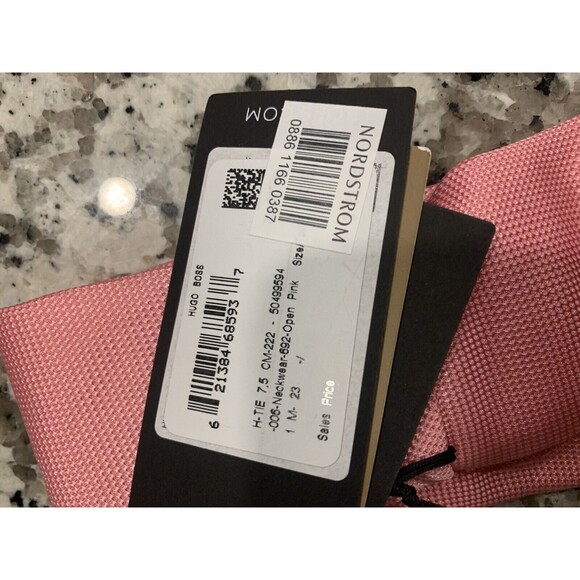 OM
NORDSTROM
0886 1166 0387
HUGO BOSS
6 21384 68593 7
H-TIE 7.5 CM-222 - 50499594
-006-Neckwear-692-Open Pink Size
1 M- 23 -/
Sales Price